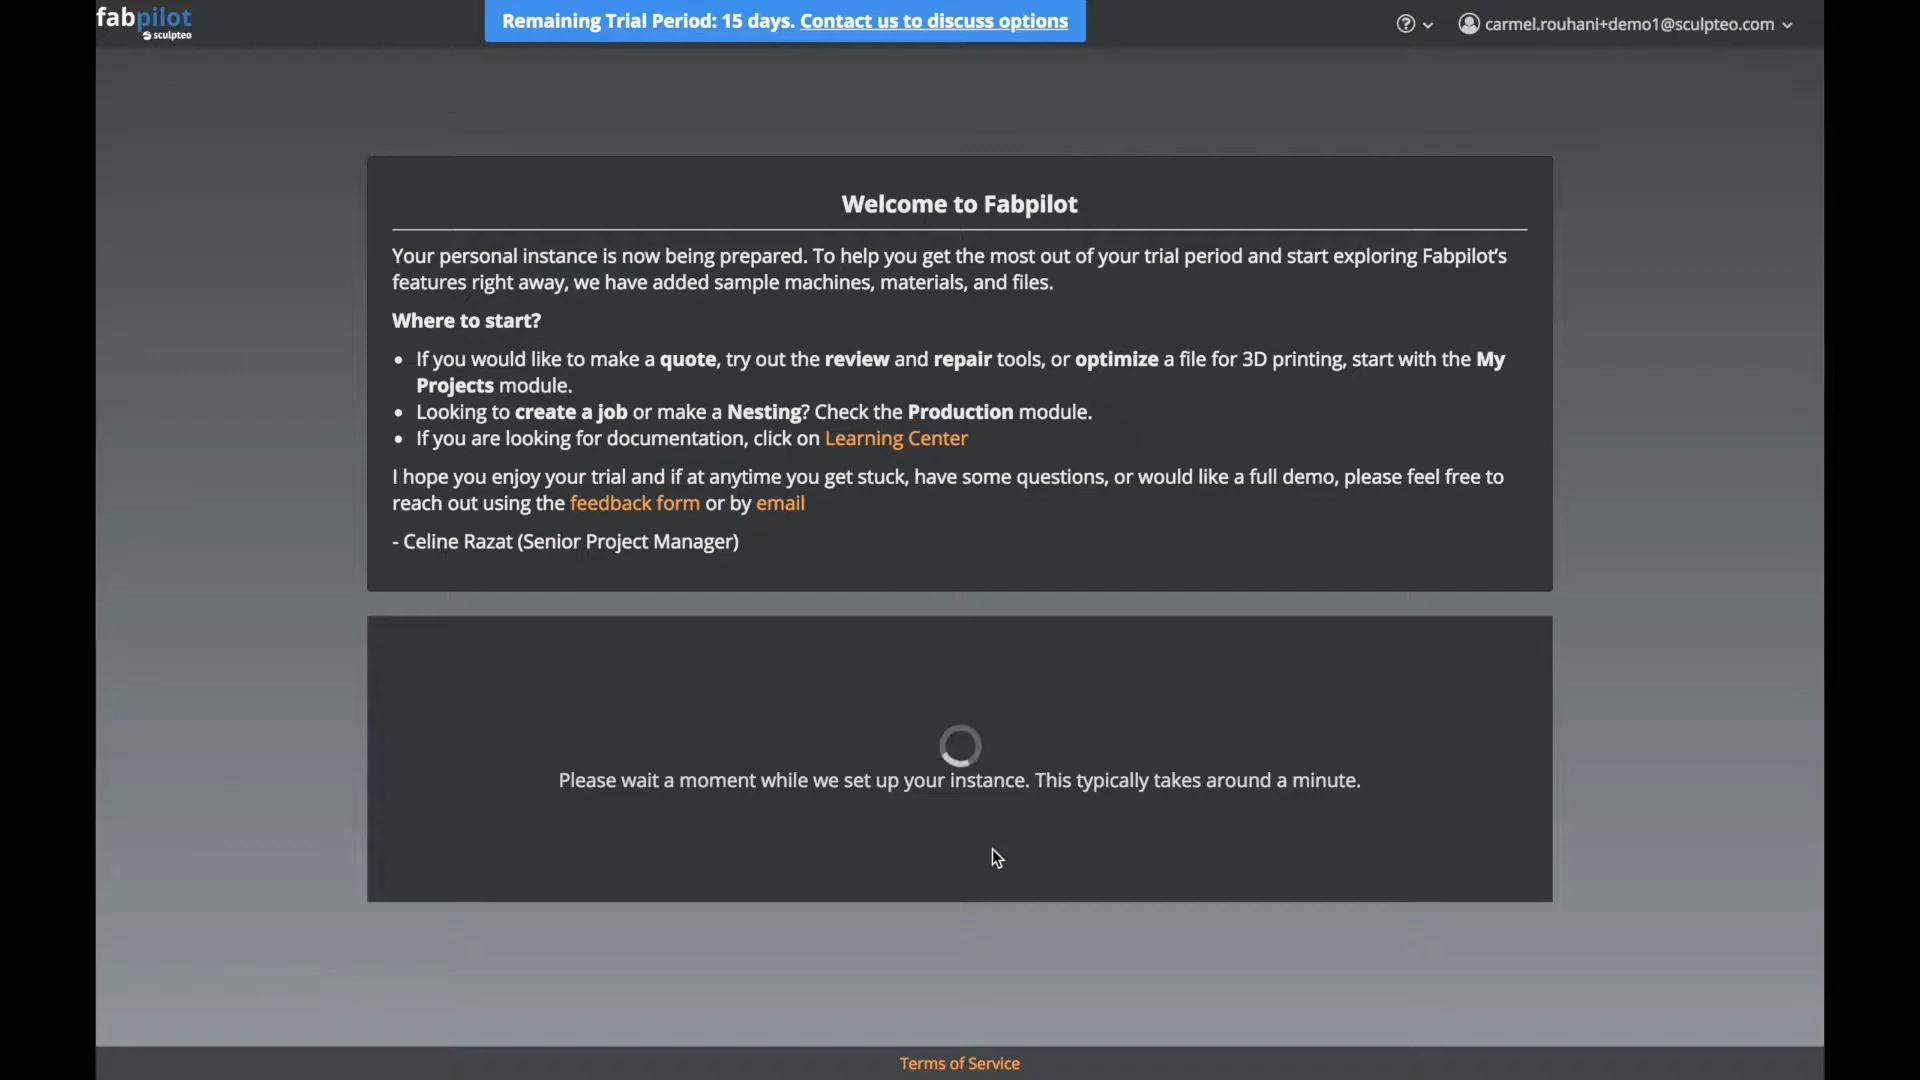 fabpilot
sculpteo
Remaining Trial Period: 15 days. Contact us to discuss options
carmel.rouhani+demo1@sculpteo.com
Welcome to Fabpilot
Your personal instance is now being prepared. To help you get the most out of your trial period and start exploring Fabpilot’s
features right away, we have added sample machines, materials, and files.
Where to start?
• If you would like to make a quote, try out the review and repair tools, or optimize a file for 3D printing, start with the My
Projects module.
• Looking to create a job or make a Nesting? Check the Production module.
• If you are looking for documentation, click on Learning Center
I hope you enjoy your trial and if at anytime you get stuck, have some questions, or would like a full demo, please feel free to
reach out using the feedback form or by email
- Celine Razat (Senior Project Manager)
Please wait a moment while we set up your instance. This typically takes around a minute.
Terms of Service